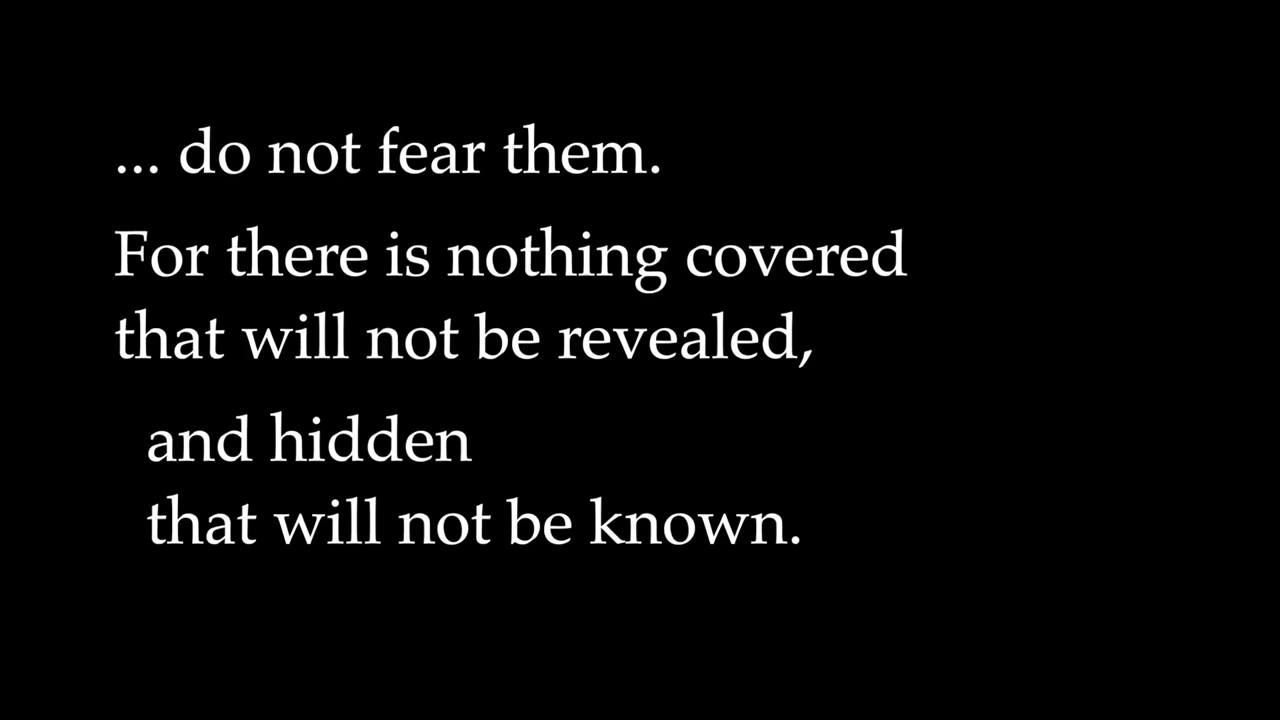 ... do not fear them.
For there is nothing covered
that will not be revealed,
and hidden
that will not be known.